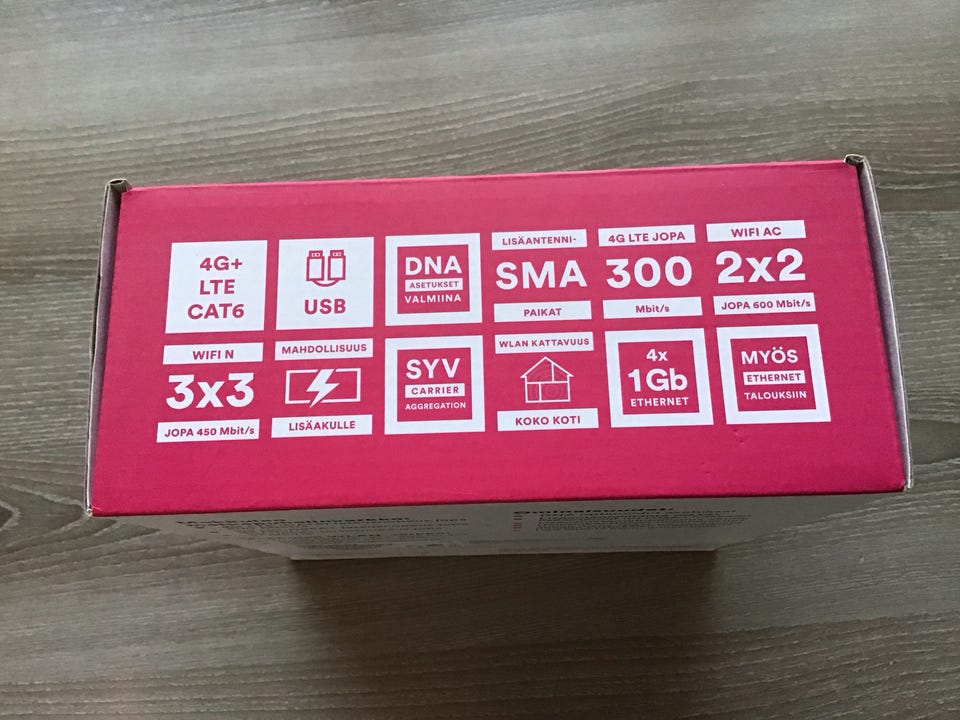 4G+
LTE
CAT6
USB
DNA
ASETUKSET
VALMIINA
LISÄANTENNI-
SMA
PAIKAT
4G LTE JOPA
300
Mbit/s
WIFI AC
2x2
JOPA 600 Mbit/s
WIFI N
3x3
JOPA 450 Mbit/s
MAHDOLLISUUS
LISÄAKULLE
SYV
CARRIER
AGGREGATION
WLAN KATTAVUUS
KOKO KOTI
4x
1Gb
ETHERNET
MYÖS
ETHERNET
TALOUKSIIN
Ominaisuudet: